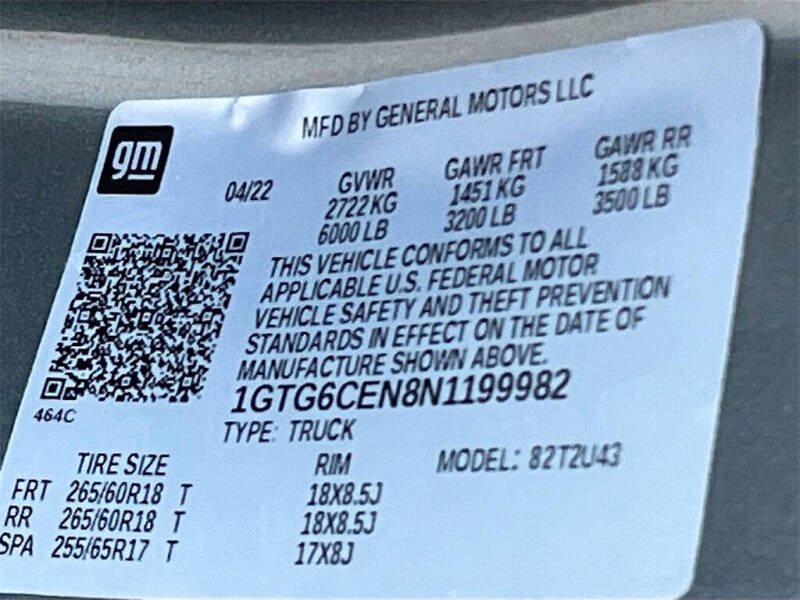 MFD BY GENERAL MOTORS LLC
gm
04/22 GVWR GAWR FRT GAWR RR
2722 KG 1451 KG 1588 KG
6000 LB 3200 LB 3500 LB
THIS VEHICLE CONFORMS TO ALL
APPLICABLE U.S. FEDERAL MOTOR
VEHICLE SAFETY AND THEFT PREVENTION
STANDARDS IN EFFECT ON THE DATE OF
MANUFACTURE SHOWN ABOVE.
1GTG6CEN8N1199982
464C
TYPE: TRUCK
TIRE SIZE RIM MODEL: 82T2U43
FRT 265/60R18 T 18X8.5J
RR 265/60R18 T 18X8.5J
SPA 255/65R17 T 17X8J